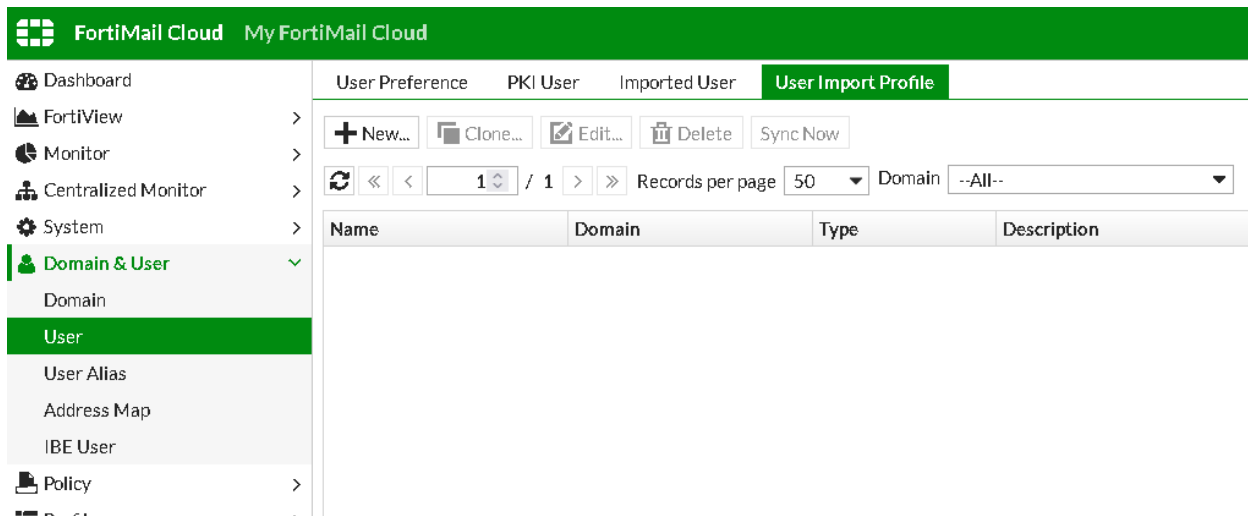 FortiMail Cloud My FortiMail Cloud
Dashboard
FortiView
Monitor
Centralized Monitor
System
Domain & User
Domain
User
User Alias
Address Map
IBE User
Policy
User Preference PKI User Imported User User Import Profile
New... Clone... Edit... Delete Sync Now
1 / 1 Records per page 50 Domain --All--
Name Domain Type Description